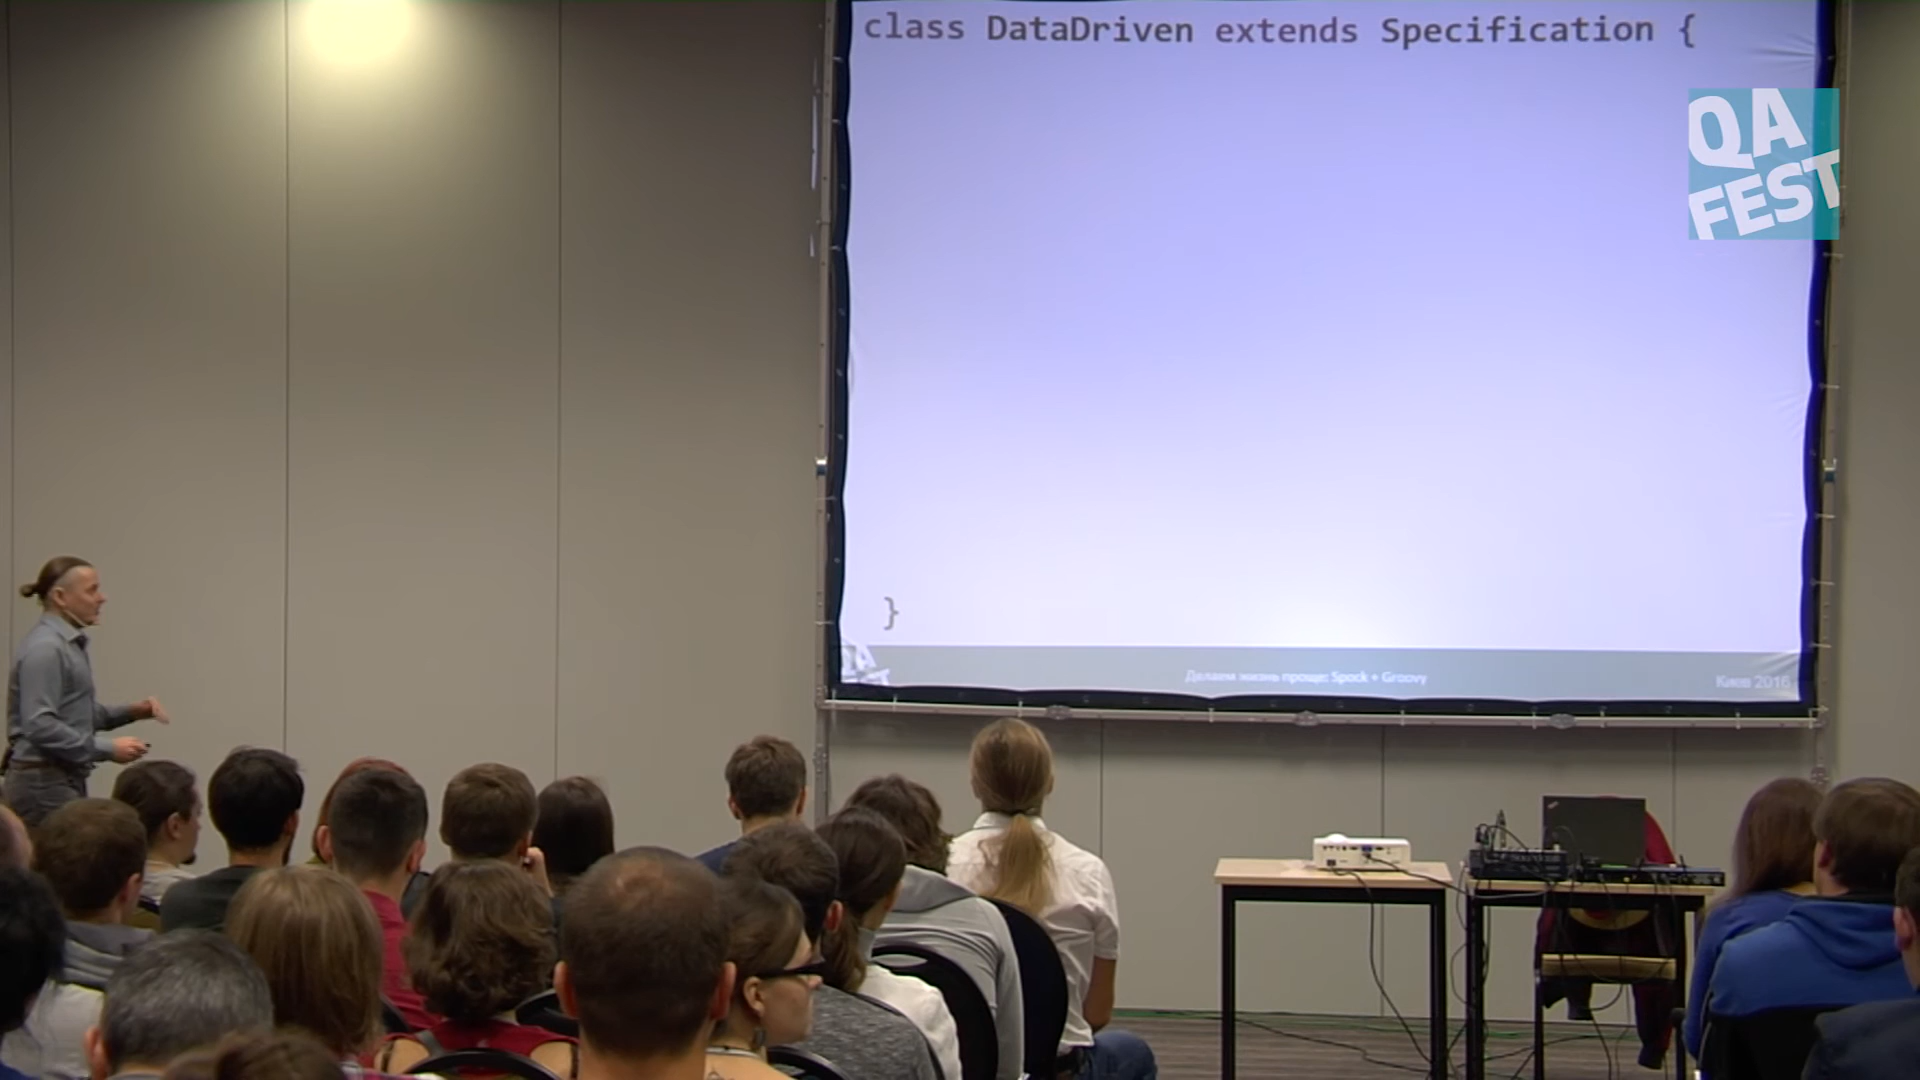 class DataDriven extends Specification {
QA
FEST
}
Делаем жизнь проще: Spock + Groovy
Киев 2016